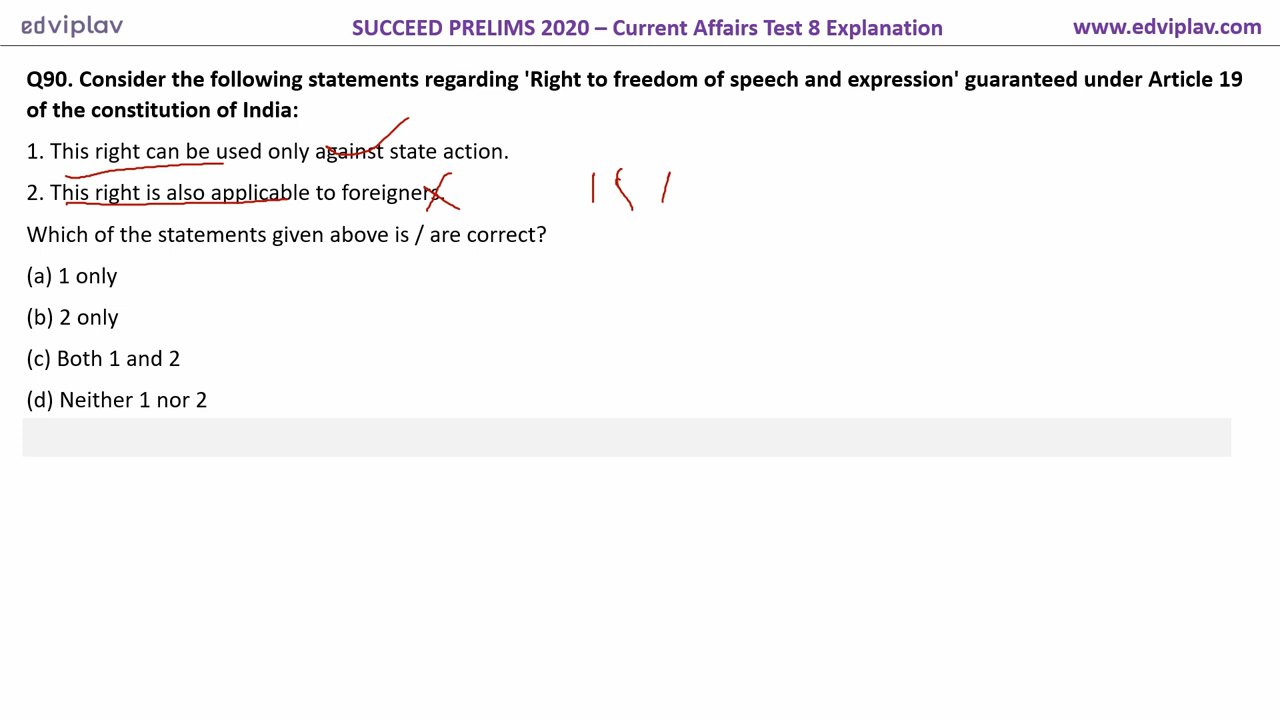 edviplav
SUCCEED PRELIMS 2020 – Current Affairs Test 8 Explanation
www.edviplav.com
Q90. Consider the following statements regarding 'Right to freedom of speech and expression' guaranteed under Article 19
of the constitution of India:
1. This right can be used only against state action.
2. This right is also applicable to foreigners.
Which of the statements given above is / are correct?
(a) 1 only
(b) 2 only
(c) Both 1 and 2
(d) Neither 1 nor 2